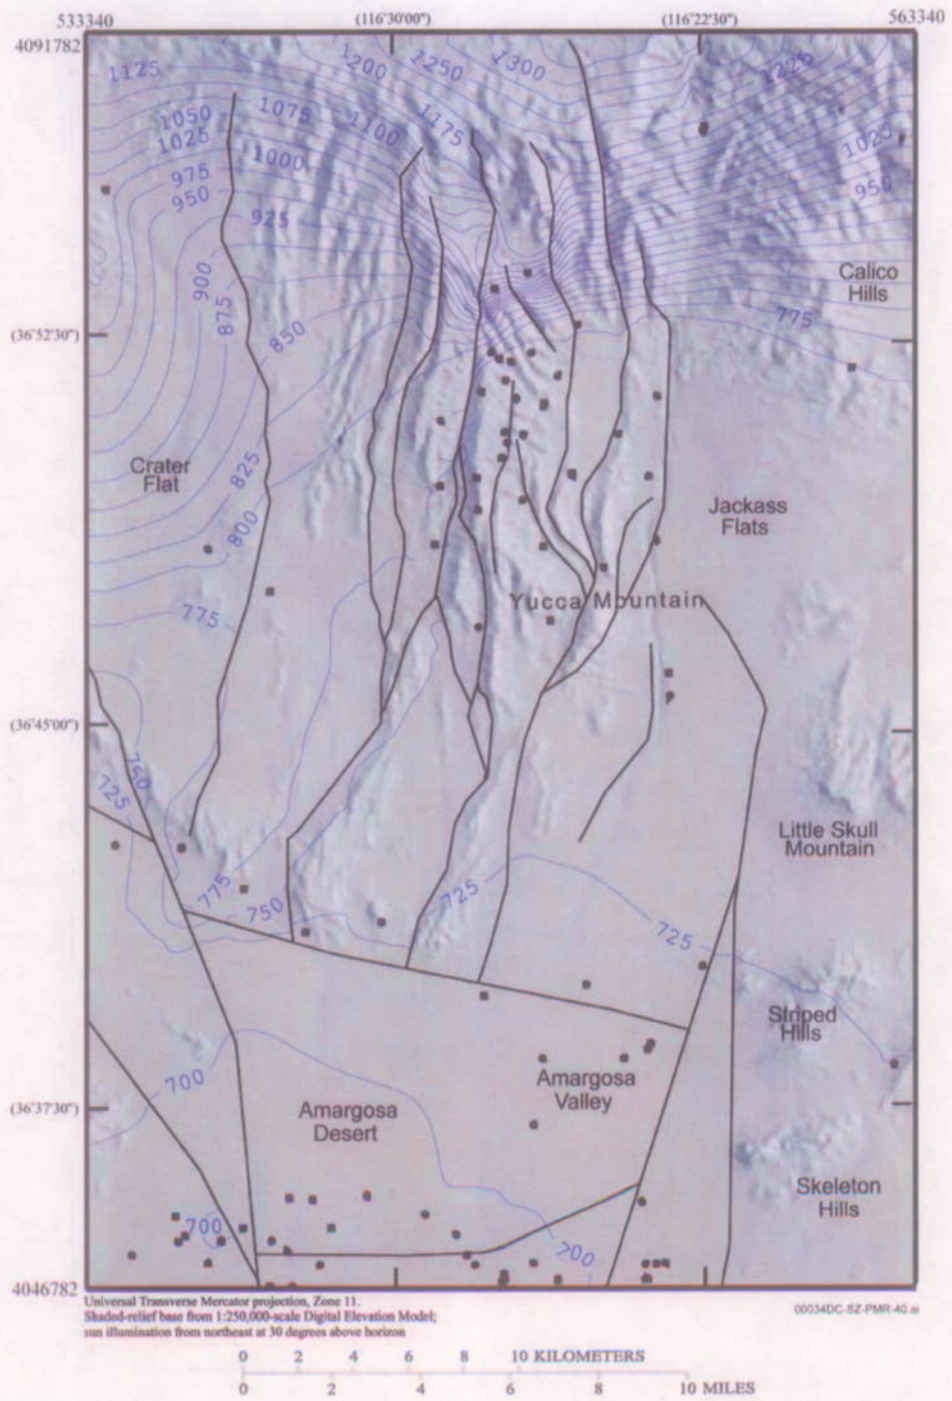 533340
(116°30'00")
(116°22'30")
563340
4091782
1125
1200
1250
1300
1225
1050
1075
1175
1025
1100
1025
1000
975
950
950
925
900
Calico
Hills
875
775
(36°52'30")
850
Crater
Flat
825
Jackass
Flats
800
Yucca Mountain
775
(36°45'00")
750
725
Little Skull
Mountain
775
750
725
725
Striped
Hills
700
Amargosa
Valley
(36°37'30")
Amargosa
Desert
Skeleton
Hills
700
700
4046782
Universal Transverse Mercator projection, Zone 11.
Shaded-relief base from 1:250,000-scale Digital Elevation Model;
sun illumination from northeast at 30 degrees above horizon
00034DC-SZ-PMR-40.ai
0 2 4 6 8 10 KILOMETERS
0 2 4 6 8 10 MILES